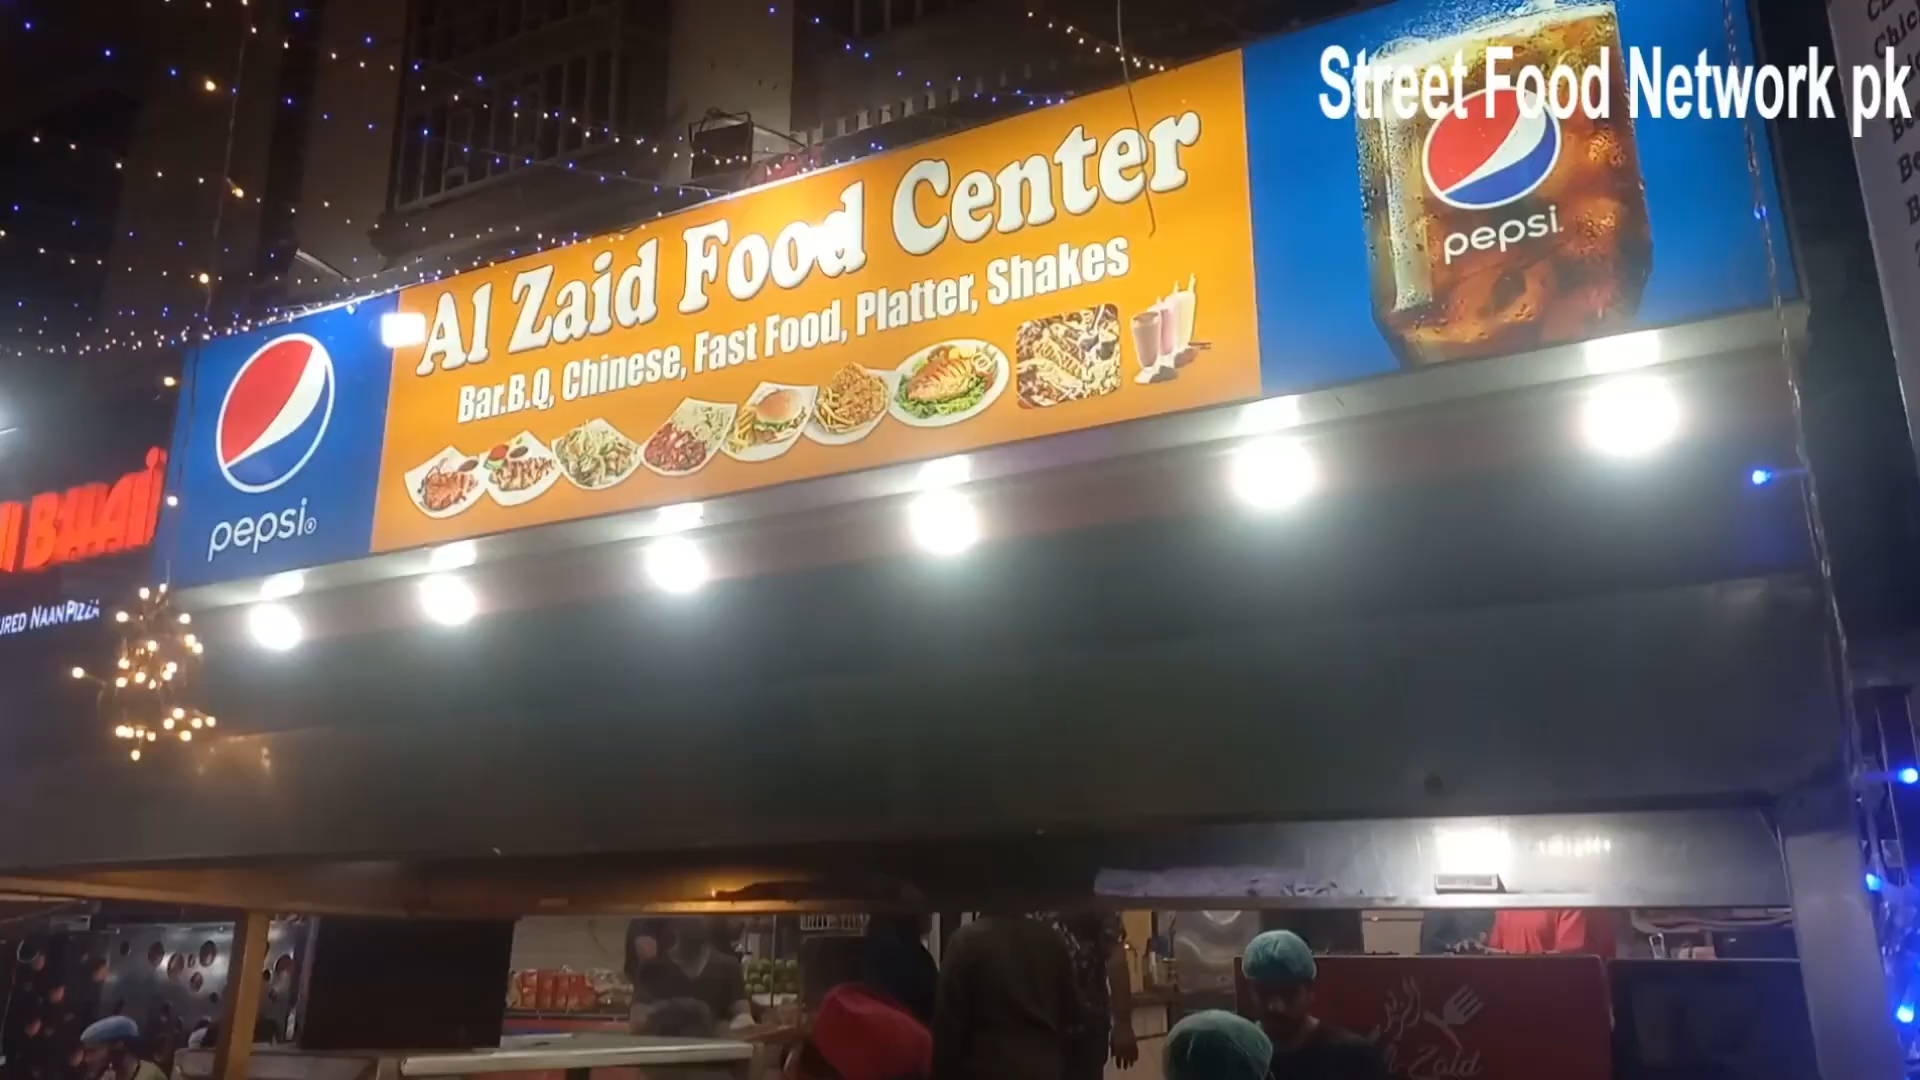 Street Food Network pk
Al Zaid Food Center
Bar.B.Q, Chinese, Fast Food, Platter, Shakes
pepsi
pepsi
NAAN PIZZA
Zaid